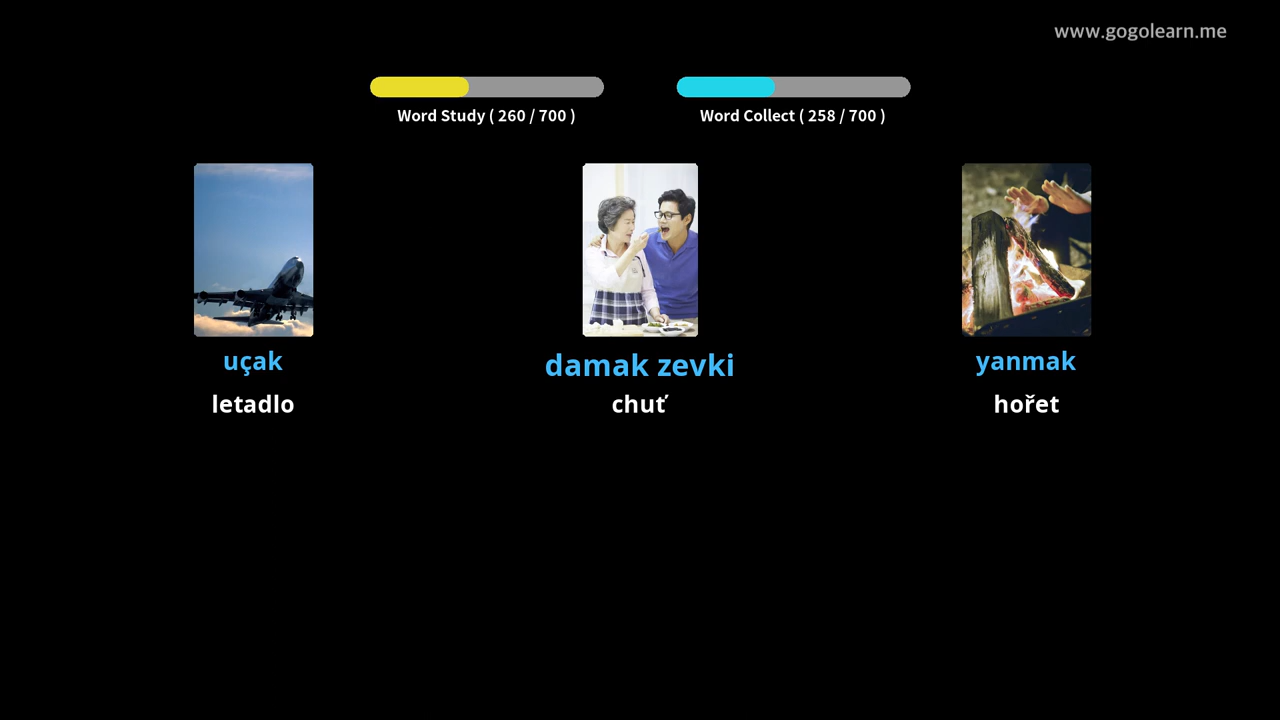 www.gogolearn.me
Word Study ( 260 / 700 )
Word Collect ( 258 / 700 )
uçak
damak zevki
yanmak
letadlo
chuť
hořet